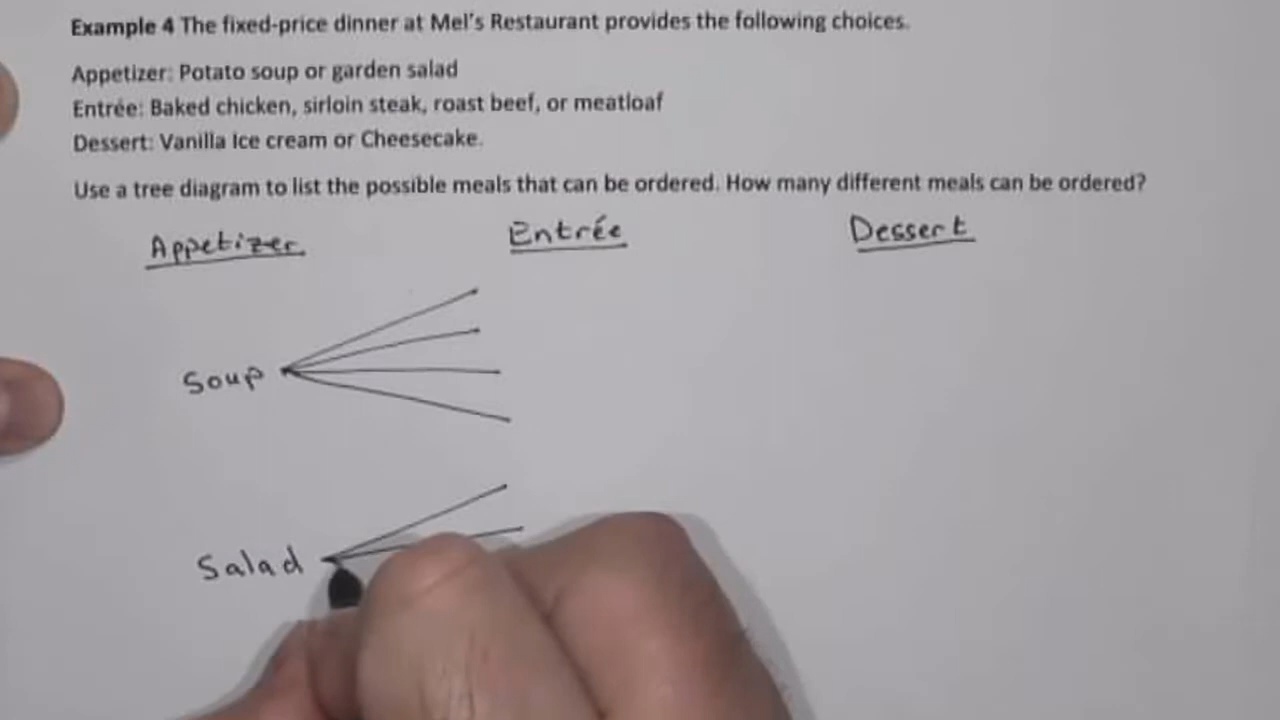 Example 4 The fixed-price dinner at Mel's Restaurant provides the following choices.
Appetizer: Potato soup or garden salad
Entrée: Baked chicken, sirloin steak, roast beef, or meatloaf
Dessert: Vanilla Ice cream or Cheesecake.
Use a tree diagram to list the possible meals that can be ordered. How many different meals can be ordered?
Appetizer Entrée Dessert
Soup
Salad